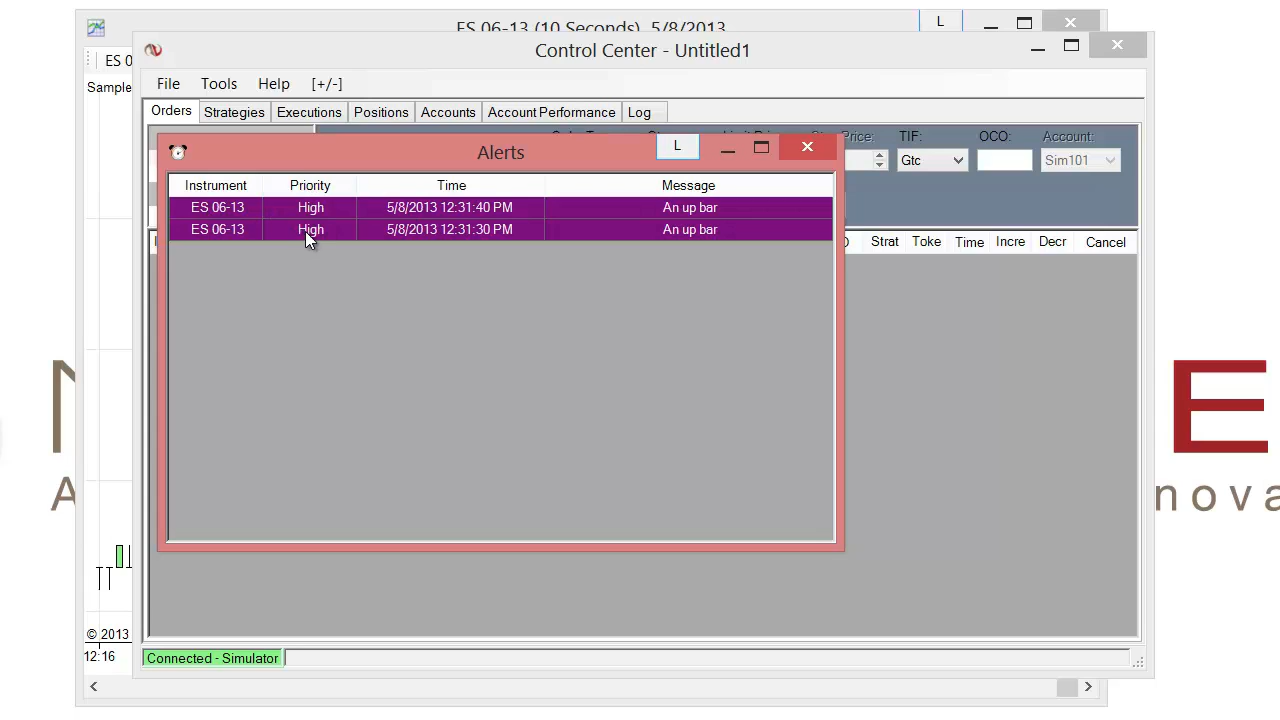 ES 06-13 (10 Seconds) 5/8/2013
L
Control Center - Untitled1
ES 0
File Tools Help [+/-]
Sample
Orders Strategies Executions Positions Accounts Account Performance Log
Price: TIF: OCO: Account:
Gtc Sim101
Alerts
L
Instrument Priority Time Message
ES 06-13 High 5/8/2013 12:31:40 PM An up bar
ES 06-13 High 5/8/2013 12:31:30 PM An up bar
Strat Toke Time Incre Decr Cancel
N E
A nova
© 2013
12:16
Connected - Simulator